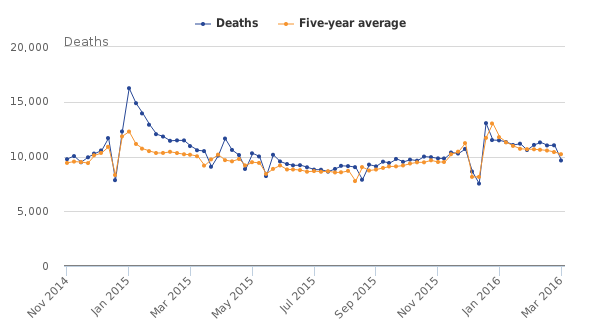 Deaths Five-year average
Deaths
20,000
15,000
10,000
5,000
0
Nov 2014 Jan 2015 Mar 2015 May 2015 Jul 2015 Sep 2015 Nov 2015 Jan 2016 Mar 2016